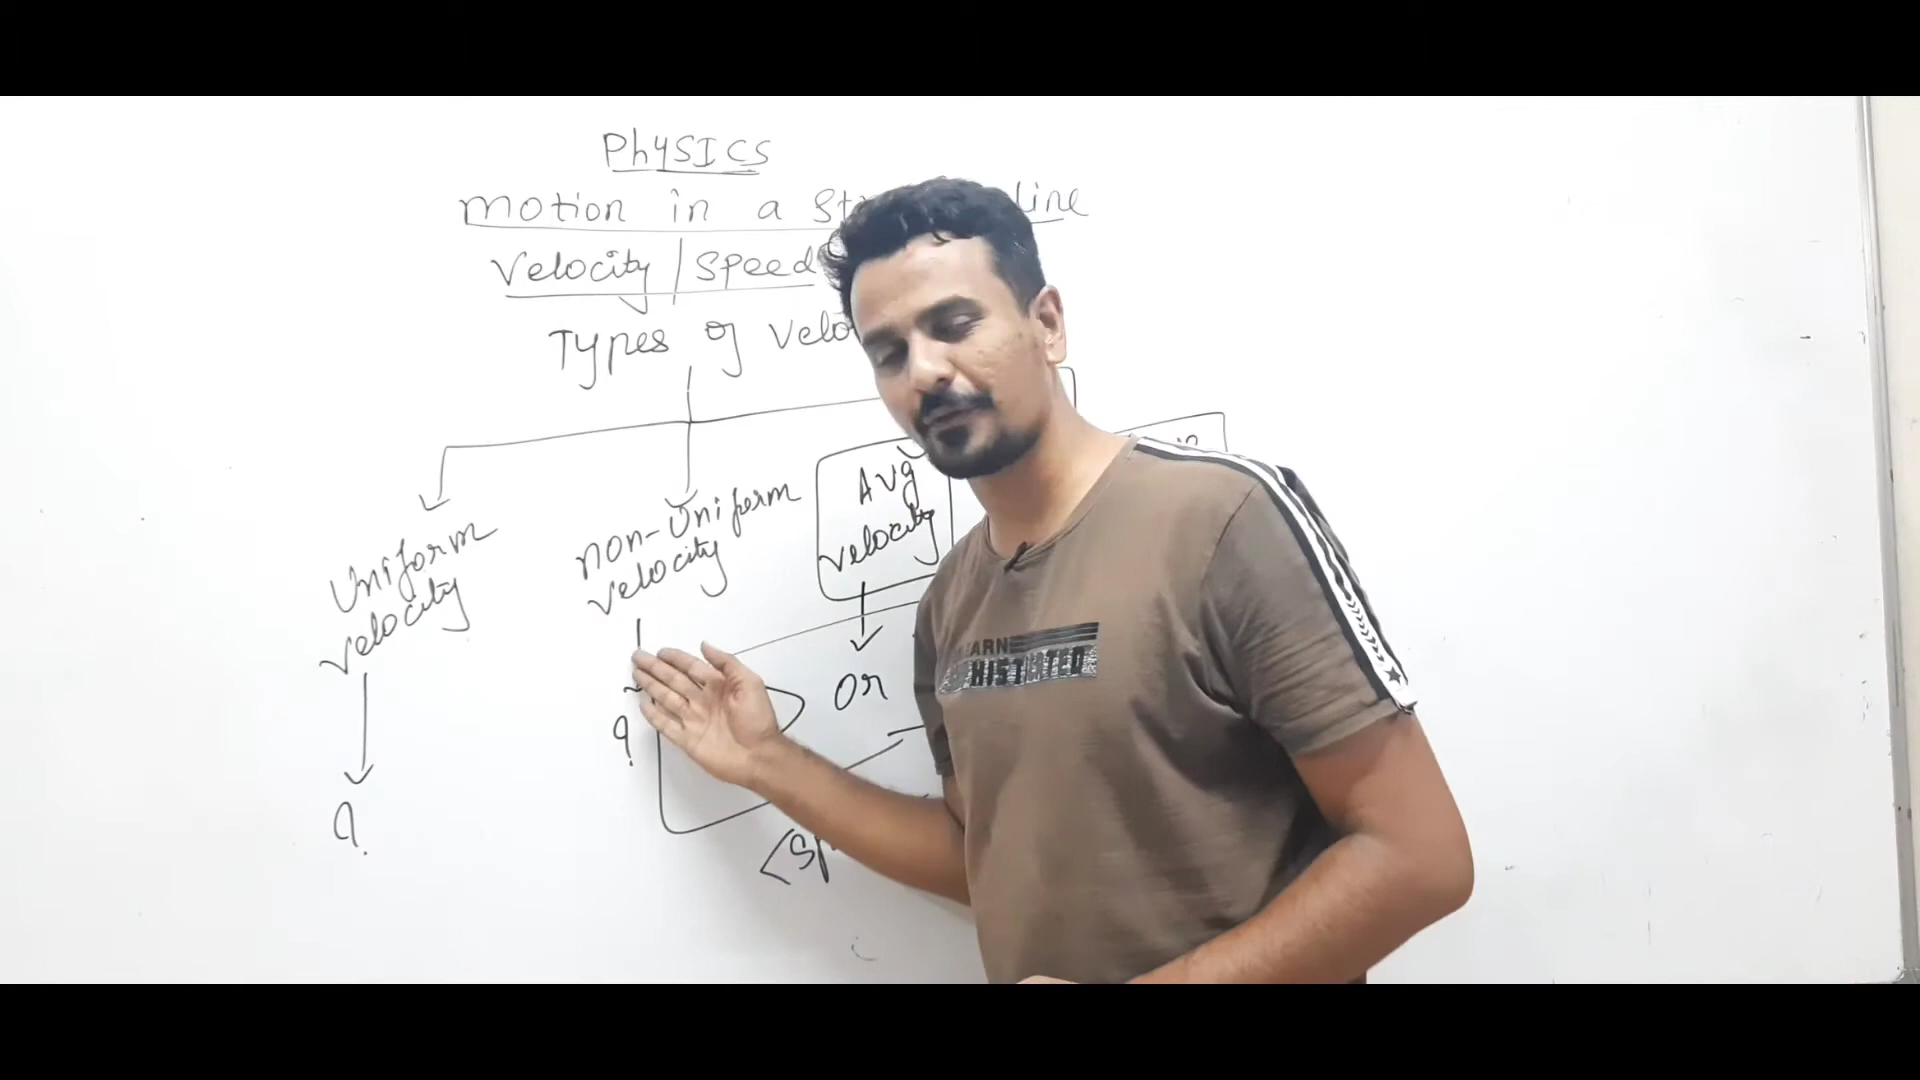 PhYSICS
motion in a st line
Velocity | Speed
Types of velo
Uniform
velocity
?
non-Uniform
velocity
?
Avg
velocity
or
<Sp
LEARN